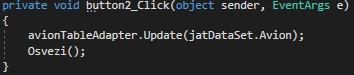 private void button2_Click(object sender, EventArgs e)
{
avionTableAdapter.Update(jatDataSet.Avion);
Osvezi();
}